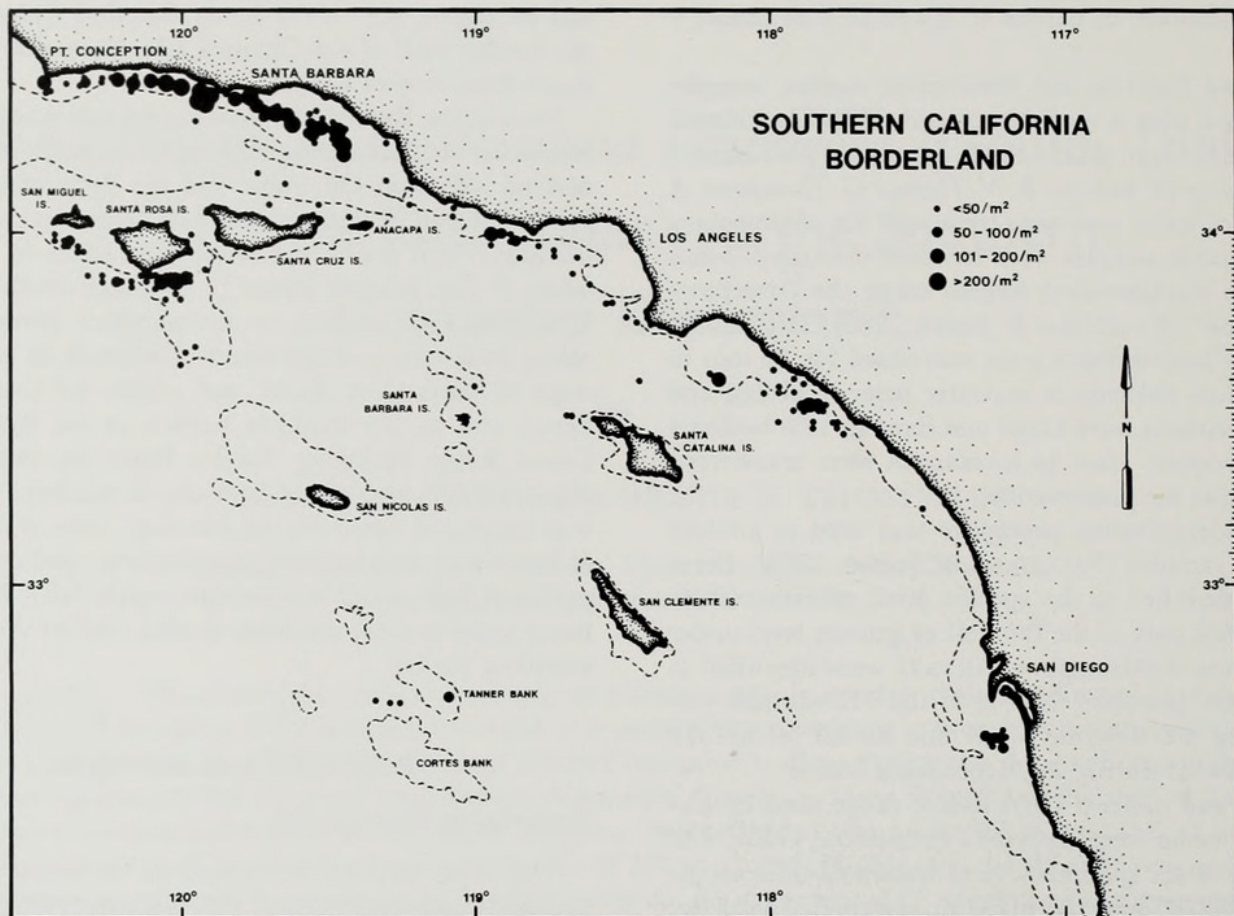 120°
119°
118°
117°
PT. CONCEPTION
SANTA BARBARA
SOUTHERN CALIFORNIA
BORDERLAND
<50/m²
50–100/m²
101–200/m²
>200/m²
SAN MIGUEL
IS.
SANTA ROSA IS.
ANACAPA IS.
SANTA CRUZ IS.
LOS ANGELES
34°
SANTA
BARBARA IS.
SANTA
CATALINA IS.
N
SAN NICOLAS IS.
33°
33°
SAN CLEMENTE IS.
SAN DIEGO
TANNER BANK
CORTES BANK
120°
119°
118°
117°